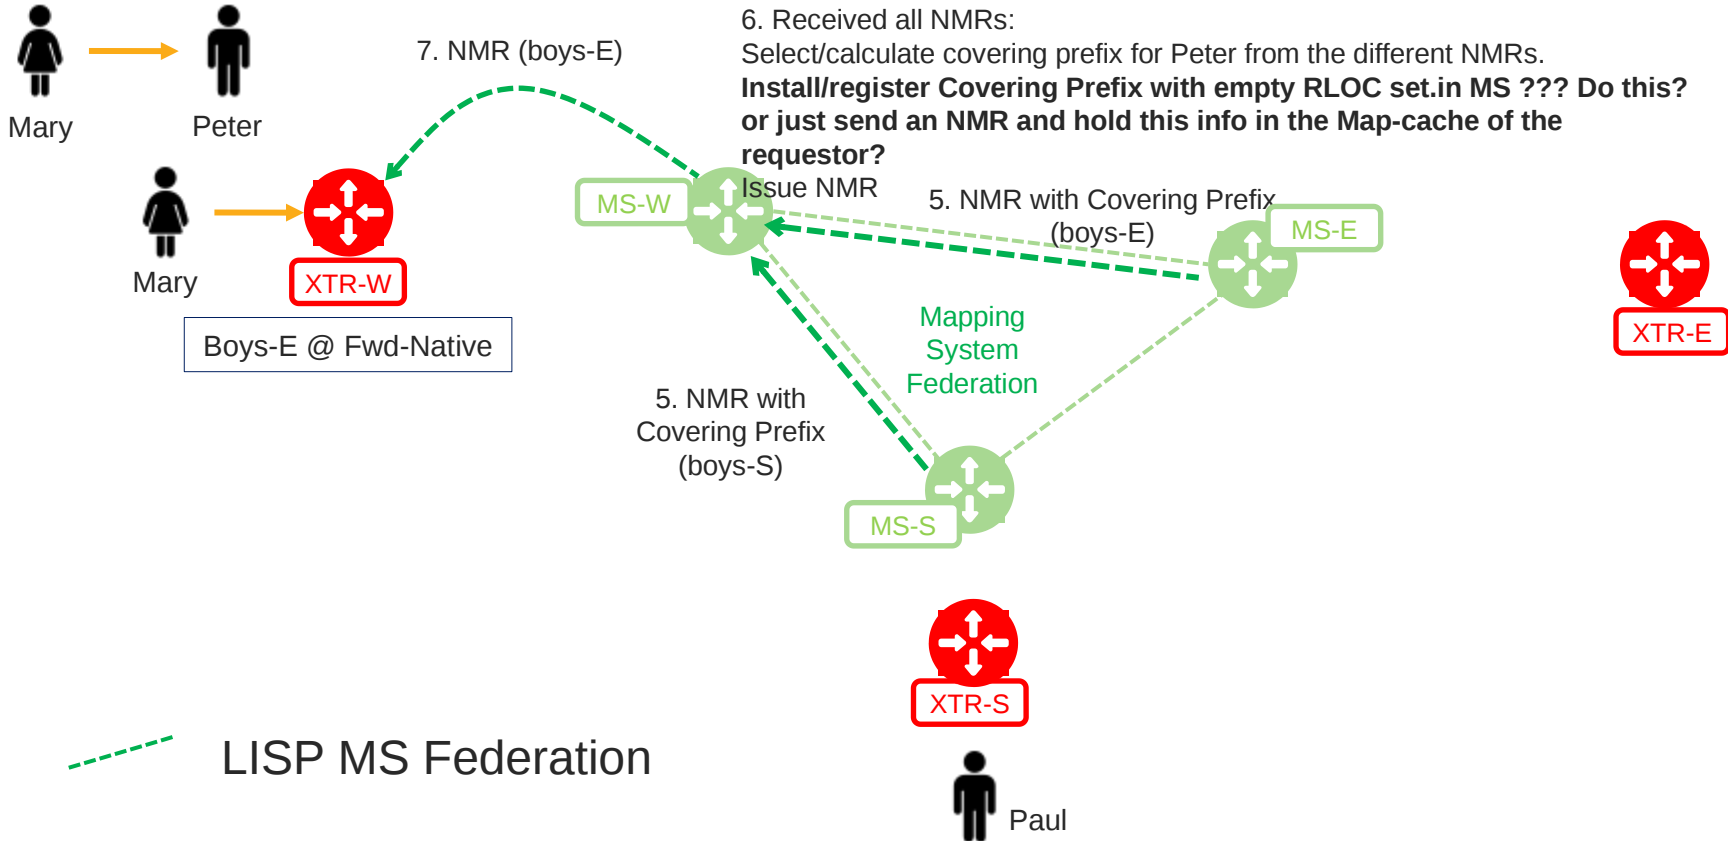 6. Received all NMRs:
Select/calculate covering prefix for Peter from the different NMRs.
Install/register Covering Prefix with empty RLOC set.in MS ??? Do this?
or just send an NMR and hold this info in the Map-cache of the
requestor?
Issue NMR
7. NMR (boys-E)
Mary
Peter
Mary
XTR-W
Boys-E @ Fwd-Native
MS-W
5. NMR with Covering Prefix
(boys-E)
MS-E
XTR-E
Mapping
System
Federation
5. NMR with
Covering Prefix
(boys-S)
MS-S
XTR-S
LISP MS Federation
Paul